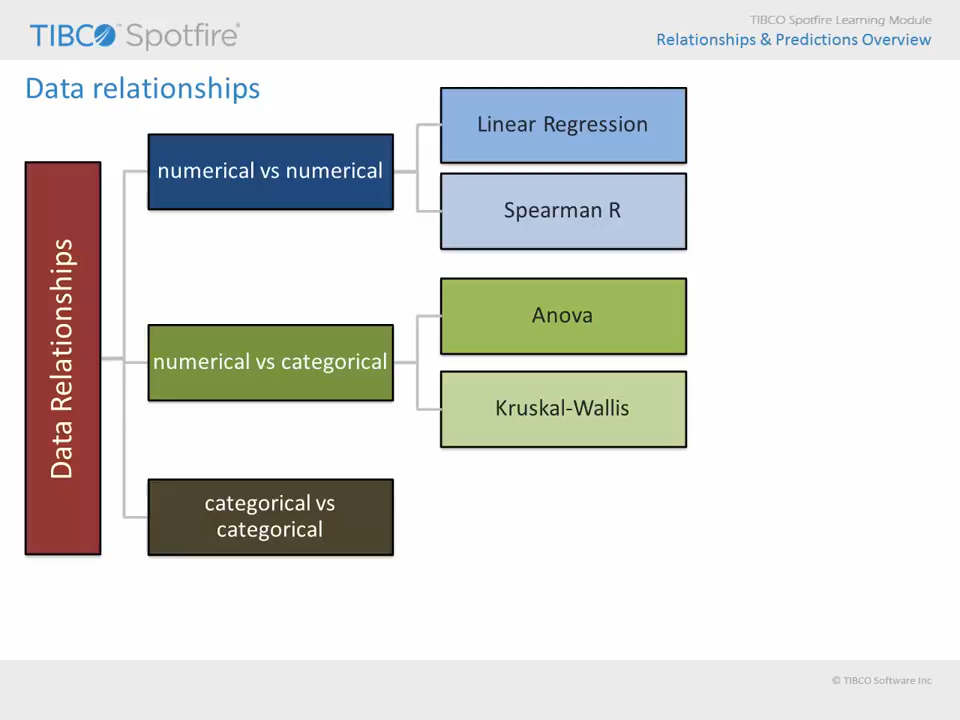 TIBCO™ Spotfire®
TIBCO Spotfire Learning Module
Relationships & Predictions Overview
Data relationships
Data Relationships
numerical vs numerical
Linear Regression
Spearman R
numerical vs categorical
Anova
Kruskal-Wallis
categorical vs
categorical
© TIBCO Software Inc